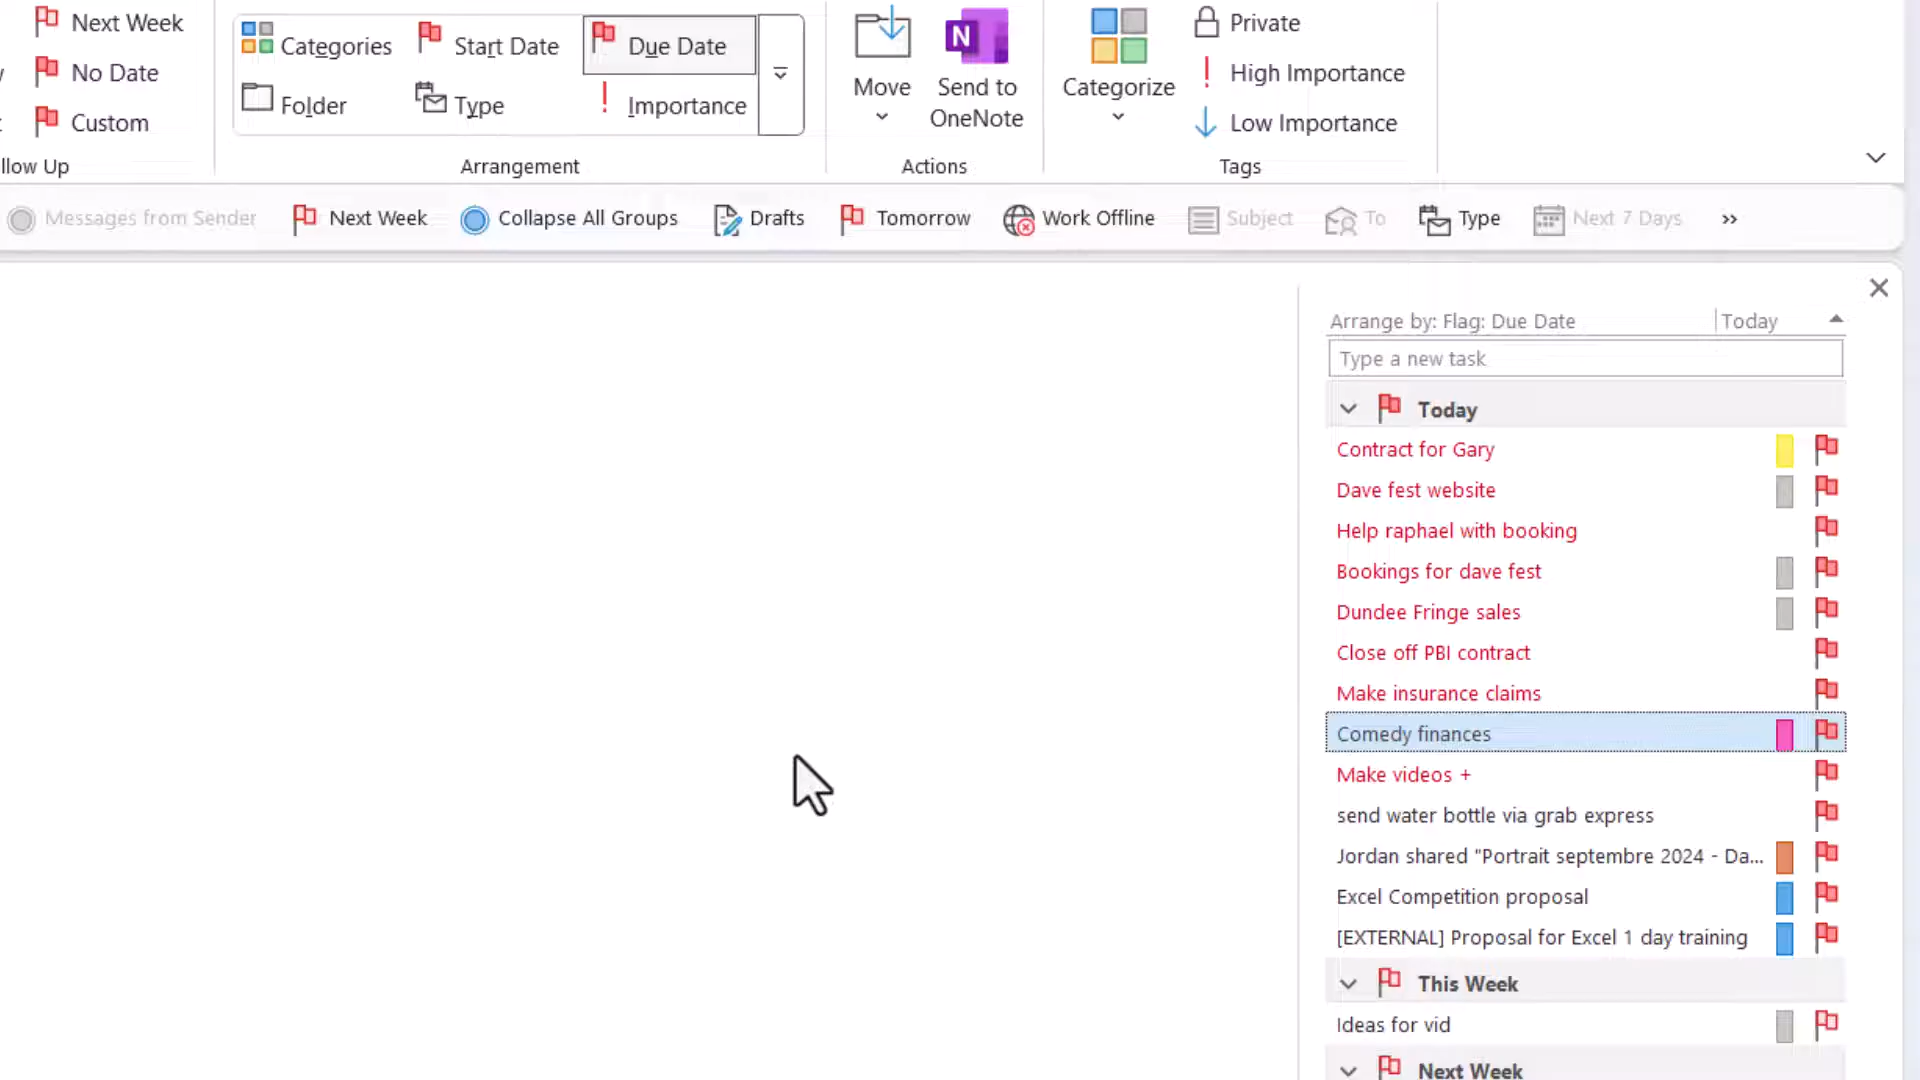 Next Week
No Date
Custom
llow Up
Categories
Start Date
Due Date
Folder
Type
Importance
Arrangement
Move
Send to
OneNote
Actions
Categorize
Private
High Importance
Low Importance
Tags
Messages from Sender
Next Week
Collapse All Groups
Drafts
Tomorrow
Work Offline
Subject
To
Type
Next 7 Days
»
Arrange by: Flag: Due Date
Today
Type a new task
Today
Contract for Gary
Dave fest website
Help raphael with booking
Bookings for dave fest
Dundee Fringe sales
Close off PBI contract
Make insurance claims
Comedy finances
Make videos +
send water bottle via grab express
Jordan shared "Portrait septembre 2024 - Da...
Excel Competition proposal
[EXTERNAL] Proposal for Excel 1 day training
This Week
Ideas for vid
Next Week